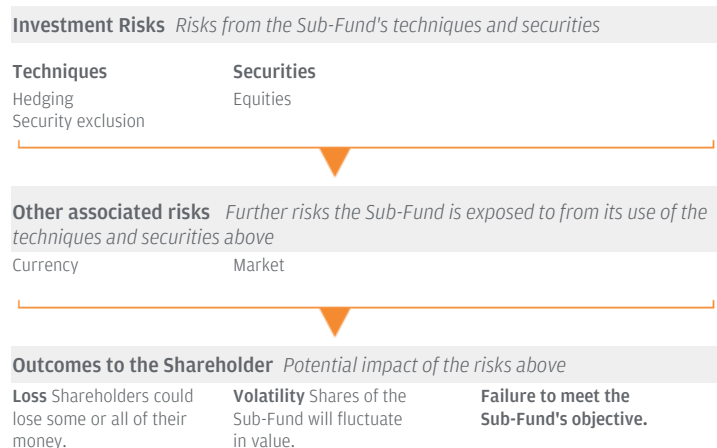 Investment Risks Risks from the Sub-Fund's techniques and securities
Techniques
Hedging
Security exclusion
Securities
Equities
Other associated risks Further risks the Sub-Fund is exposed to from its use of the
techniques and securities above
Currency
Market
Outcomes to the Shareholder Potential impact of the risks above
Loss Shareholders could
lose some or all of their
money.
Volatility Shares of the
Sub-Fund will fluctuate
in value.
Failure to meet the
Sub-Fund's objective.